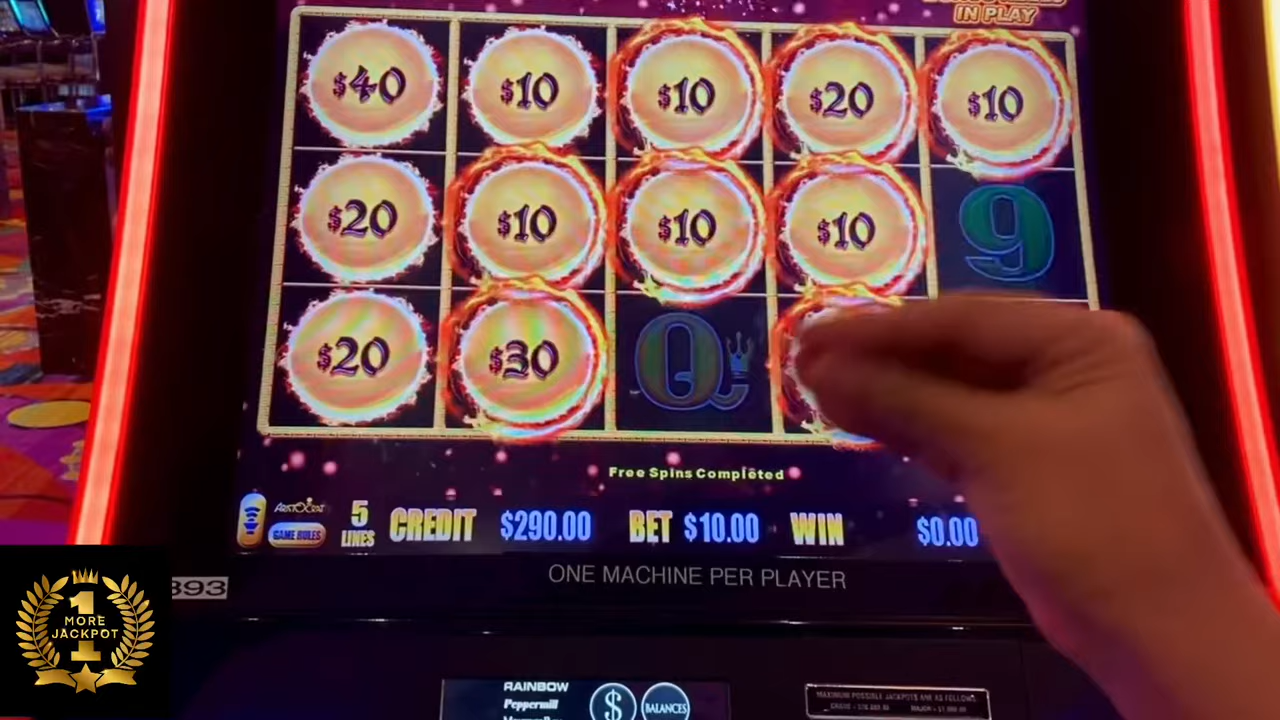 IN PLAY
$40 $10 $10 $20 $10
$20 $10 $10 $10 9
$20 $30 Q
Free Spins Completed
ARISTOCRAT
GAME RULES
5 LINES CREDIT $290.00 BET $10.00 WIN $0.00
893
ONE MACHINE PER PLAYER
1
MORE
JACKPOT
RAINBOW
Peppermill
$ BALANCES
MAXIMUM POSSIBLE JACKPOTS ARE AS FOLLOWS: